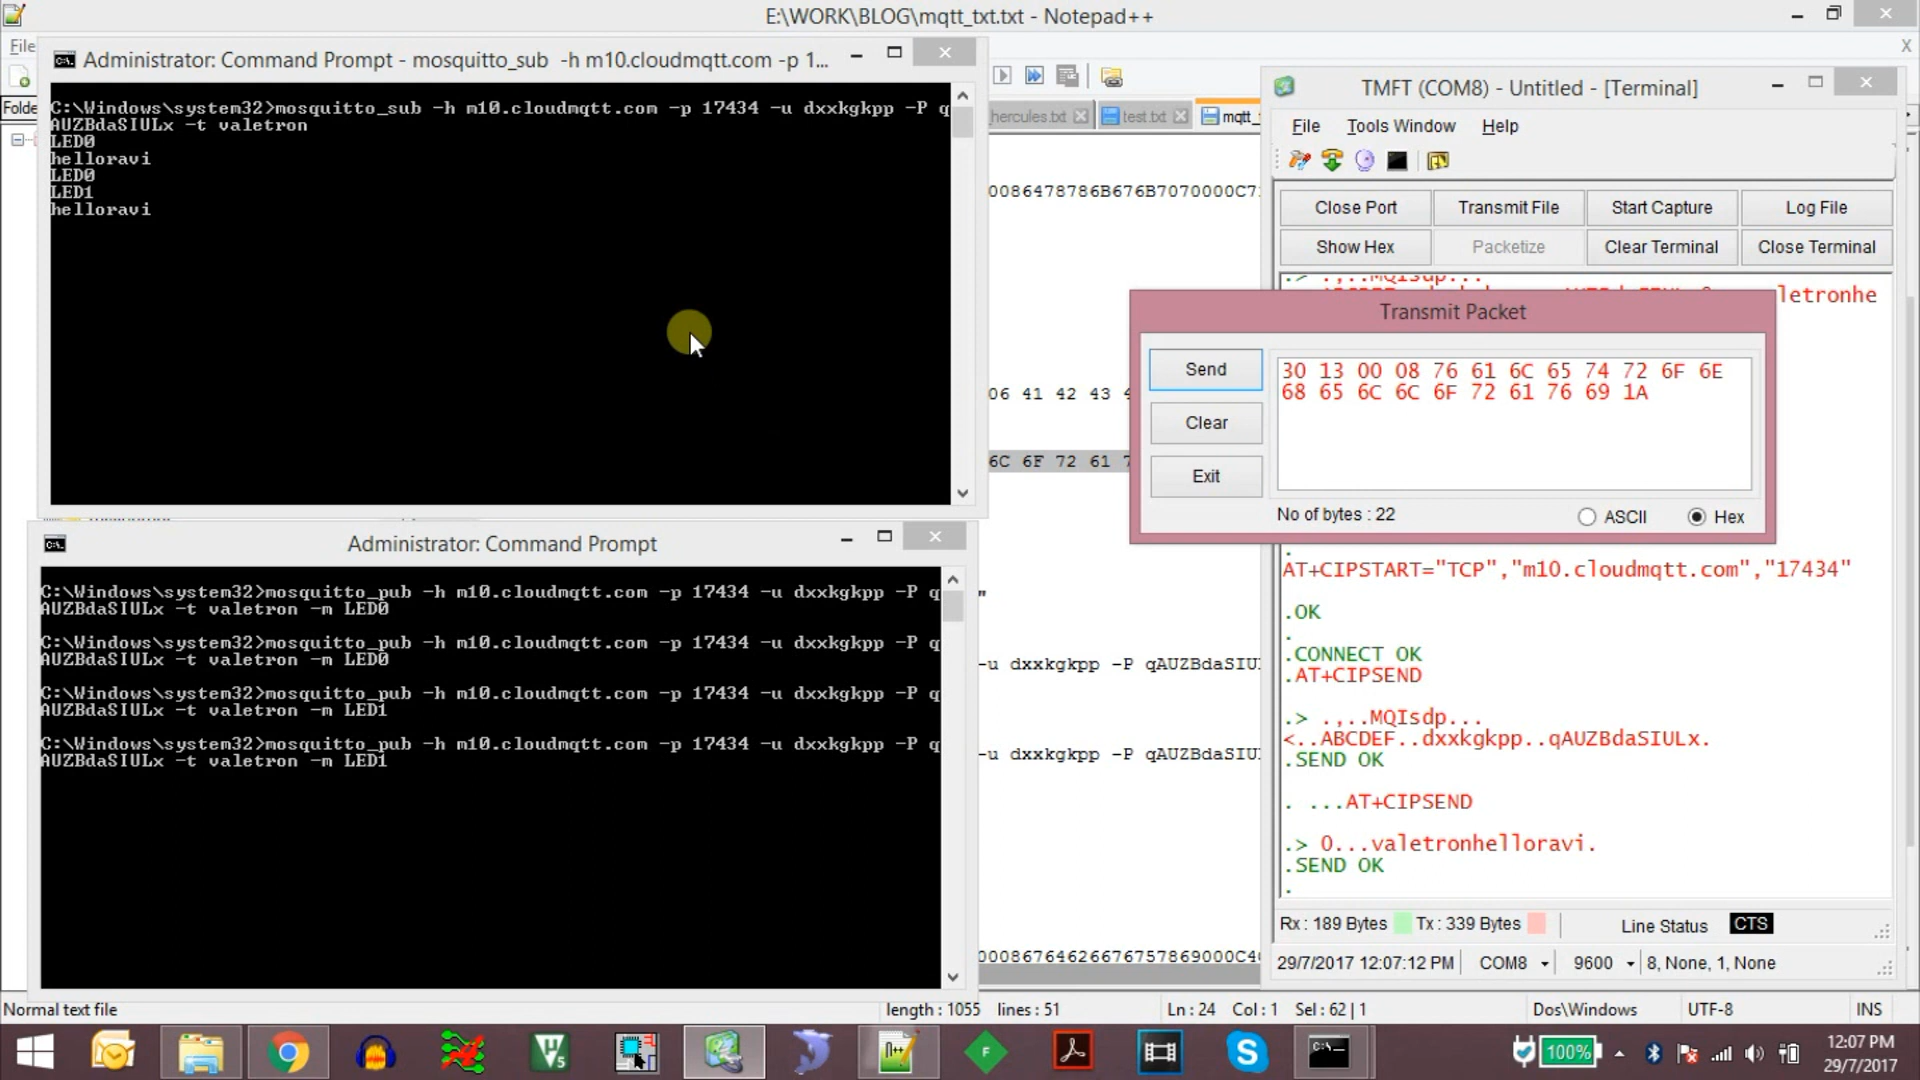 E:\WORK\BLOG\mqtt_txt.txt - Notepad++
File
Administrator: Command Prompt - mosquitto_sub -h m10.cloudmqtt.com -p 1...
C:\Windows\system32>mosquitto_sub -h m10.cloudmqtt.com -p 17434 -u dxxkgkpp -P q
AUZBdaSIULx -t valetron
LED0
helloravi
LED0
LED1
helloravi
Folde
hercules.txt
test.txt
mqtt_
0086478786B676B7070000C7
06 41 42 43
6C 6F 72 61 7
"
-u dxxkgkpp -P qAUZBdaSIUL
-u dxxkgkpp -P qAUZBdaSIUL
000867646266767578690000C4
Administrator: Command Prompt
C:\Windows\system32>mosquitto_pub -h m10.cloudmqtt.com -p 17434 -u dxxkgkpp -P q
AUZBdaSIULx -t valetron -m LED0
C:\Windows\system32>mosquitto_pub -h m10.cloudmqtt.com -p 17434 -u dxxkgkpp -P q
AUZBdaSIULx -t valetron -m LED0
C:\Windows\system32>mosquitto_pub -h m10.cloudmqtt.com -p 17434 -u dxxkgkpp -P q
AUZBdaSIULx -t valetron -m LED1
C:\Windows\system32>mosquitto_pub -h m10.cloudmqtt.com -p 17434 -u dxxkgkpp -P q
AUZBdaSIULx -t valetron -m LED1
TMFT (COM8) - Untitled - [Terminal]
File Tools Window Help
Close Port Transmit File Start Capture Log File
Show Hex Packetize Clear Terminal Close Terminal
.> .,..MQIsdp...
letronhe
Transmit Packet
Send
30 13 00 08 76 61 6C 65 74 72 6F 6E
68 65 6C 6C 6F 72 61 76 69 1A
Clear
Exit
No of bytes : 22
ASCII Hex
.
AT+CIPSTART="TCP","m10.cloudmqtt.com","17434"
.OK
.
.CONNECT OK
.AT+CIPSEND
.> .,..MQIsdp...
<..ABCDEF..dxxkgkpp..qAUZBdaSIULx.
.SEND OK
. ...AT+CIPSEND
.> 0...valetronhelloravi.
.SEND OK
.
Rx : 189 Bytes Tx : 339 Bytes Line Status CTS
29/7/2017 12:07:12 PM COM8 9600 8, None, 1, None
Normal text file length : 1055 lines : 51 Ln : 24 Col : 1 Sel : 62 | 1 Dos\Windows UTF-8 INS
100%
12:07 PM
29/7/2017